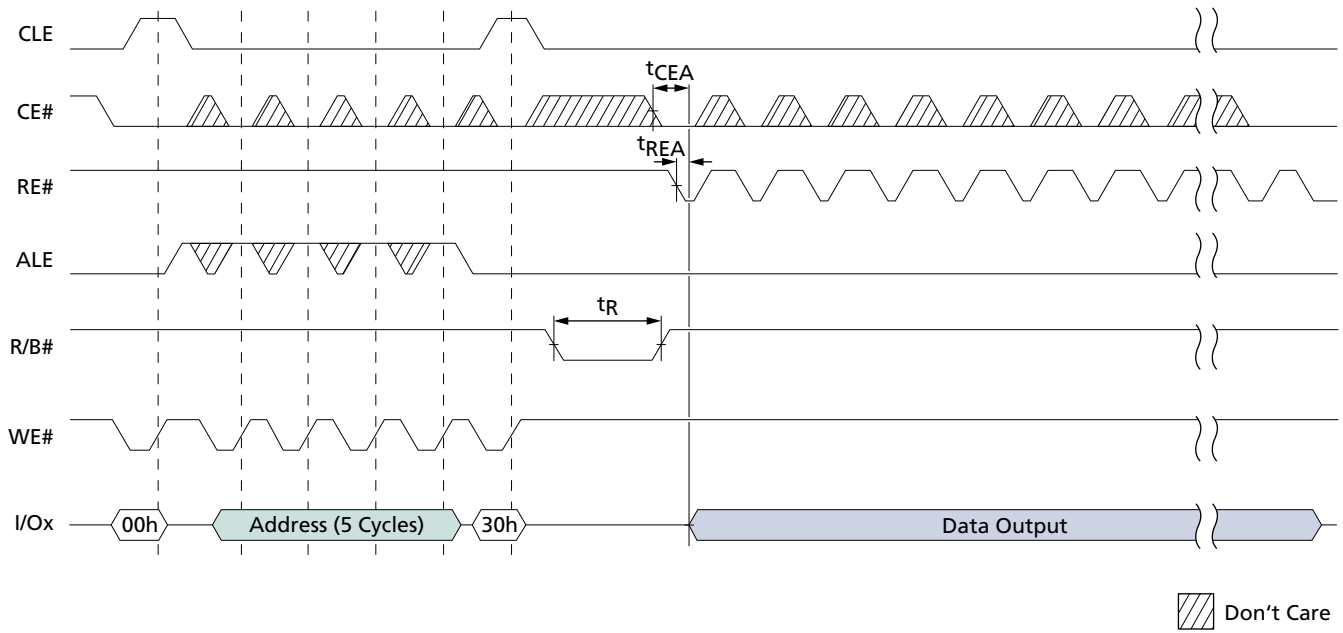 CLE
tCEA
CE#
tREA
RE#
ALE
tR
R/B#
WE#
I/Ox
00h
Address (5 Cycles)
30h
Data Output
Don't Care